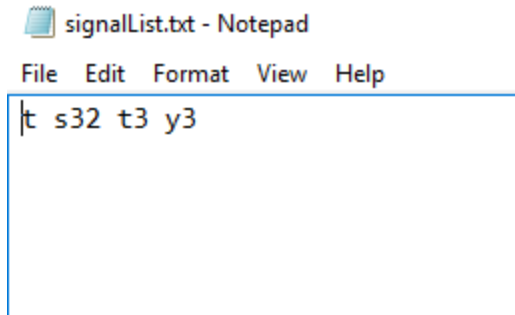 signalList.txt - Notepad
File Edit Format View Help
t s32 t3 y3